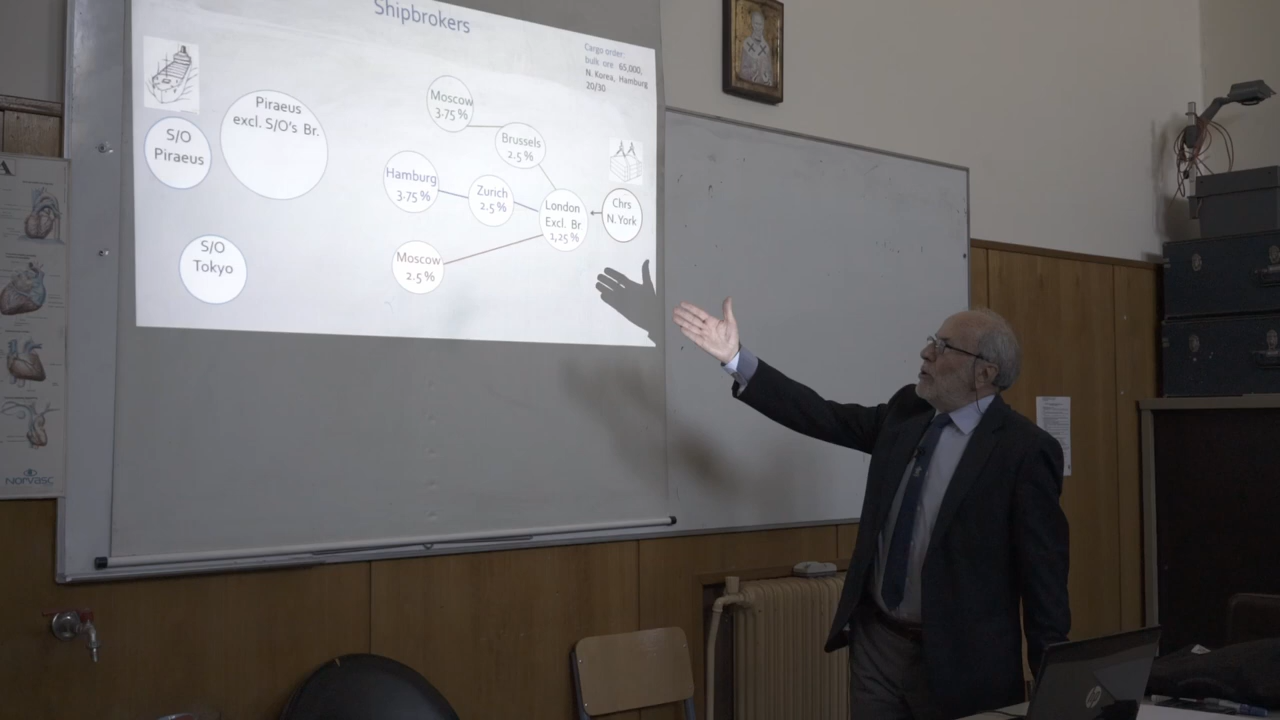 Shipbrokers
Cargo order:
bulk ore 65,000,
N. Korea, Hamburg
20/30
Moscow
3.75 %
Piraeus
excl. S/O's Br.
S/O
Piraeus
Brussels
2.5 %
Hamburg
3.75 %
Zurich
2.5 %
London
Excl. Br
1,25 %
Chrs
N. York
S/O
Tokyo
Moscow
2.5 %
A
NORVASC
hp